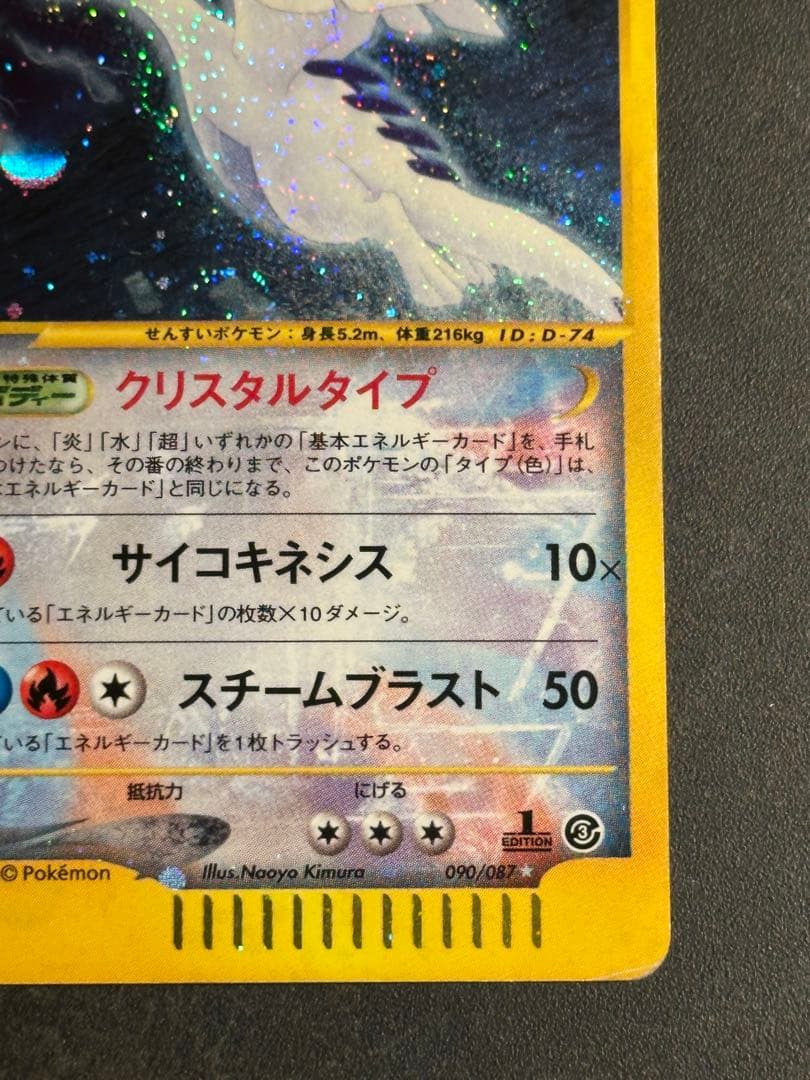 せんすいポケモン：身長5.2m、体重216kg ID：D-74
特殊体質
ボディー クリスタルタイプ
ンに、「炎」「水」「超」いずれかの「基本エネルギーカード」を、手札
つけたなら、その番の終わりまで、このポケモンの「タイプ（色）」は、
エネルギーカード」と同じになる。
サイコキネシス 10×
ている「エネルギーカード」の枚数×10ダメージ。
スチームブラスト 50
ている「エネルギーカード」を1枚トラッシュする。
抵抗力 にげる
1
EDITION 3
© Pokémon Illus.Naoyo Kimura 090/087★